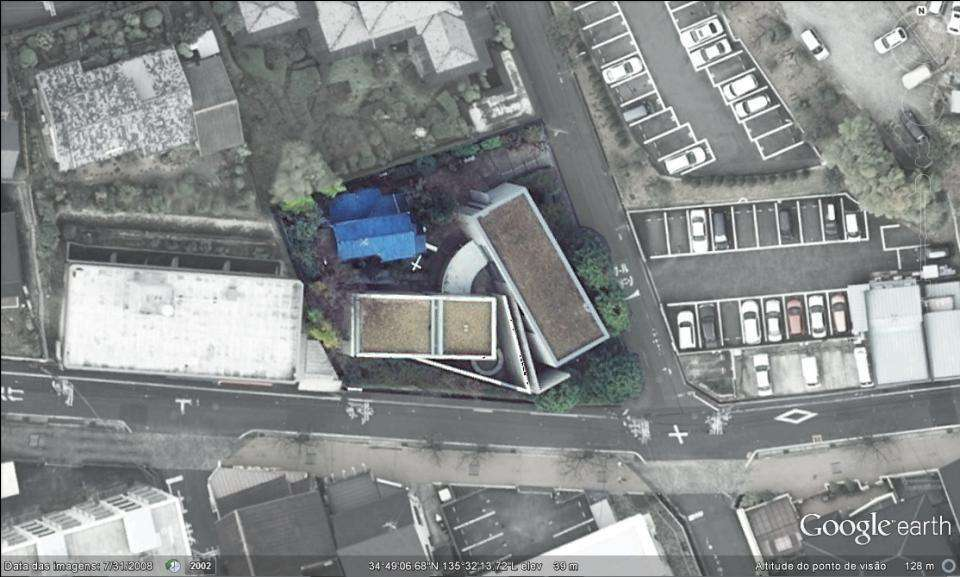 N
Google earth
Data das imagens: 7/31/2008 2002 34°49'06.68"N 135°32'13.72"L elev 39 m Altitude do ponto de visão 128 m